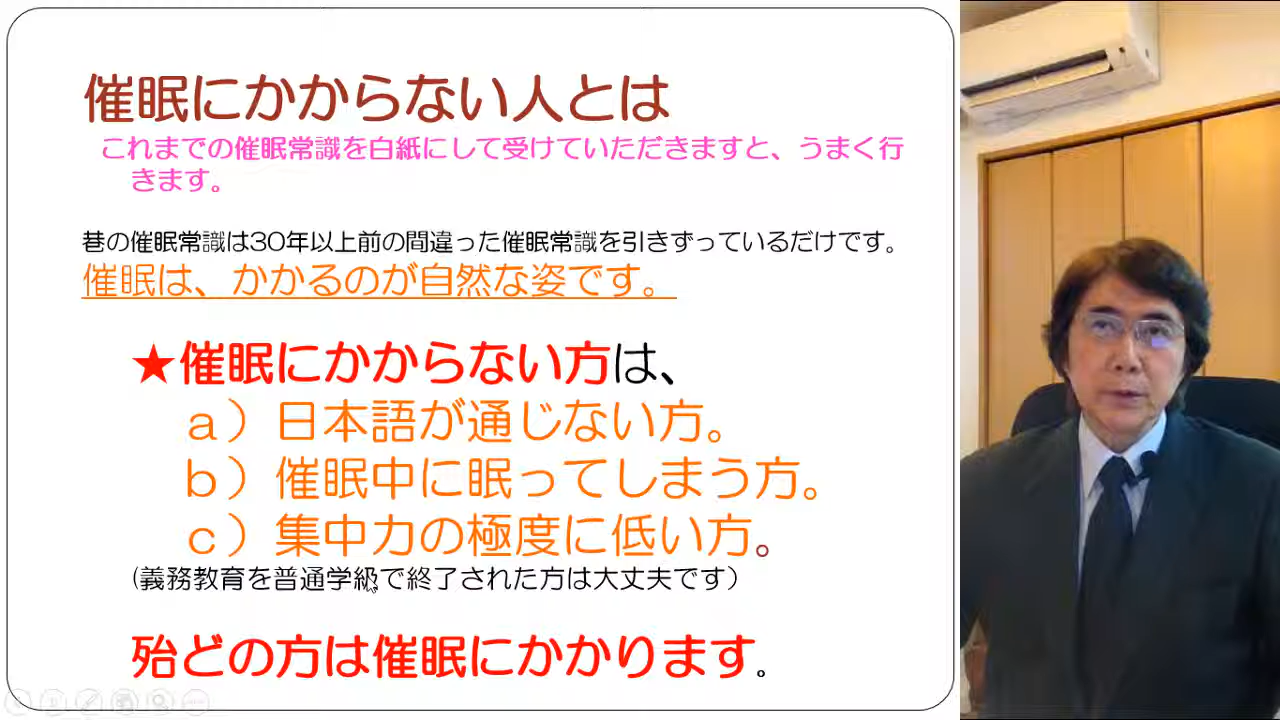 催眠にかからない人とは
これまでの催眠常識を白紙にして受けていただきますと、うまく行
きます。
巷の催眠常識は30年以上前の間違った催眠常識を引きずっているだけです。
催眠は、かかるのが自然な姿です。
★催眠にかからない方は、
ａ）日本語が通じない方。
ｂ）催眠中に眠ってしまう方。
ｃ）集中力の極度に低い方。
(義務教育を普通学級で終了された方は大丈夫です）
殆どの方は催眠にかかります。